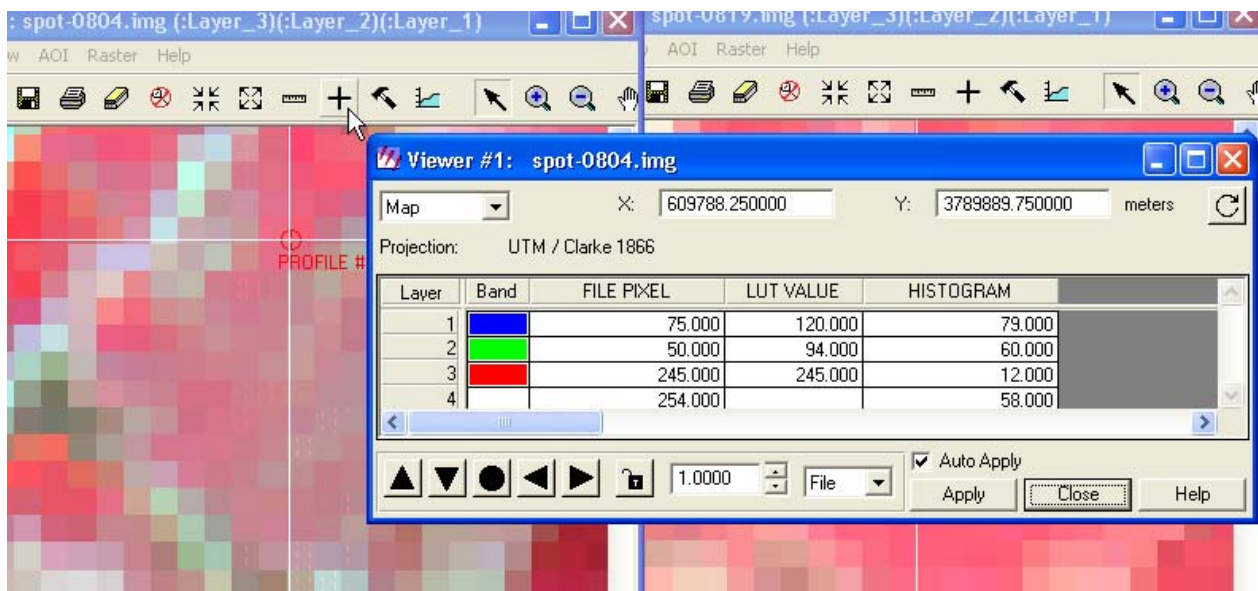 : spot-0804.img (:Layer_3)(:Layer_2)(:Layer_1)
spot-0819.img (:Layer_3)(:Layer_2)(:Layer_1)
w AOI Raster Help
AOI Raster Help
Viewer #1: spot-0804.img
Map X: 609788.250000 Y: 3789889.750000 meters
Projection: UTM / Clarke 1866
PROFILE #
Layer Band FILE PIXEL LUT VALUE HISTOGRAM
1 75.000 120.000 79.000
2 50.000 94.000 60.000
3 245.000 245.000 12.000
4 254.000 58.000
1.0000 File Auto Apply
Apply Close Help